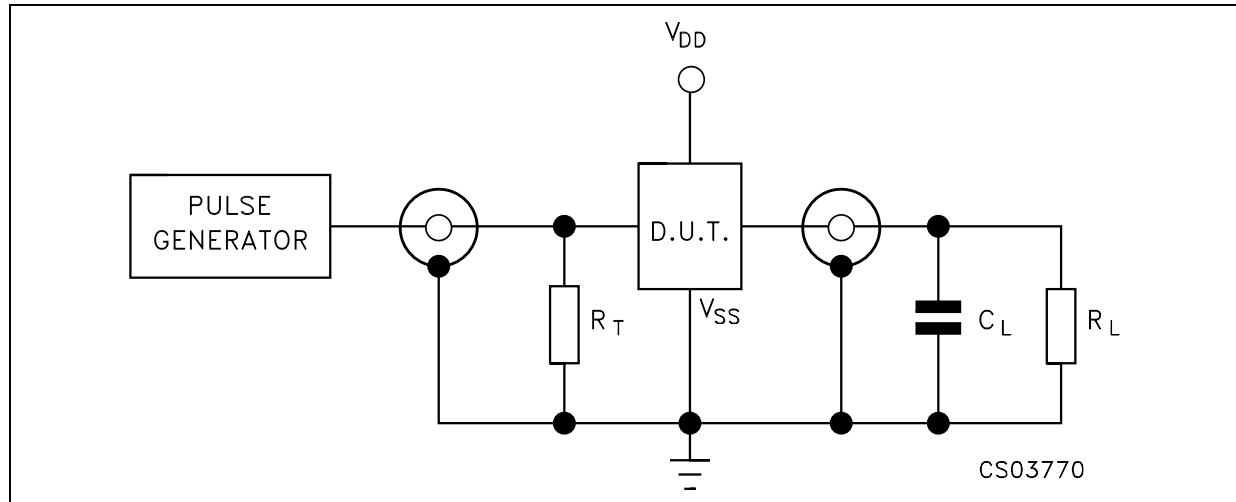 VDD
PULSE
GENERATOR
D.U.T.
RT
VSS
CL
RL
CS03770